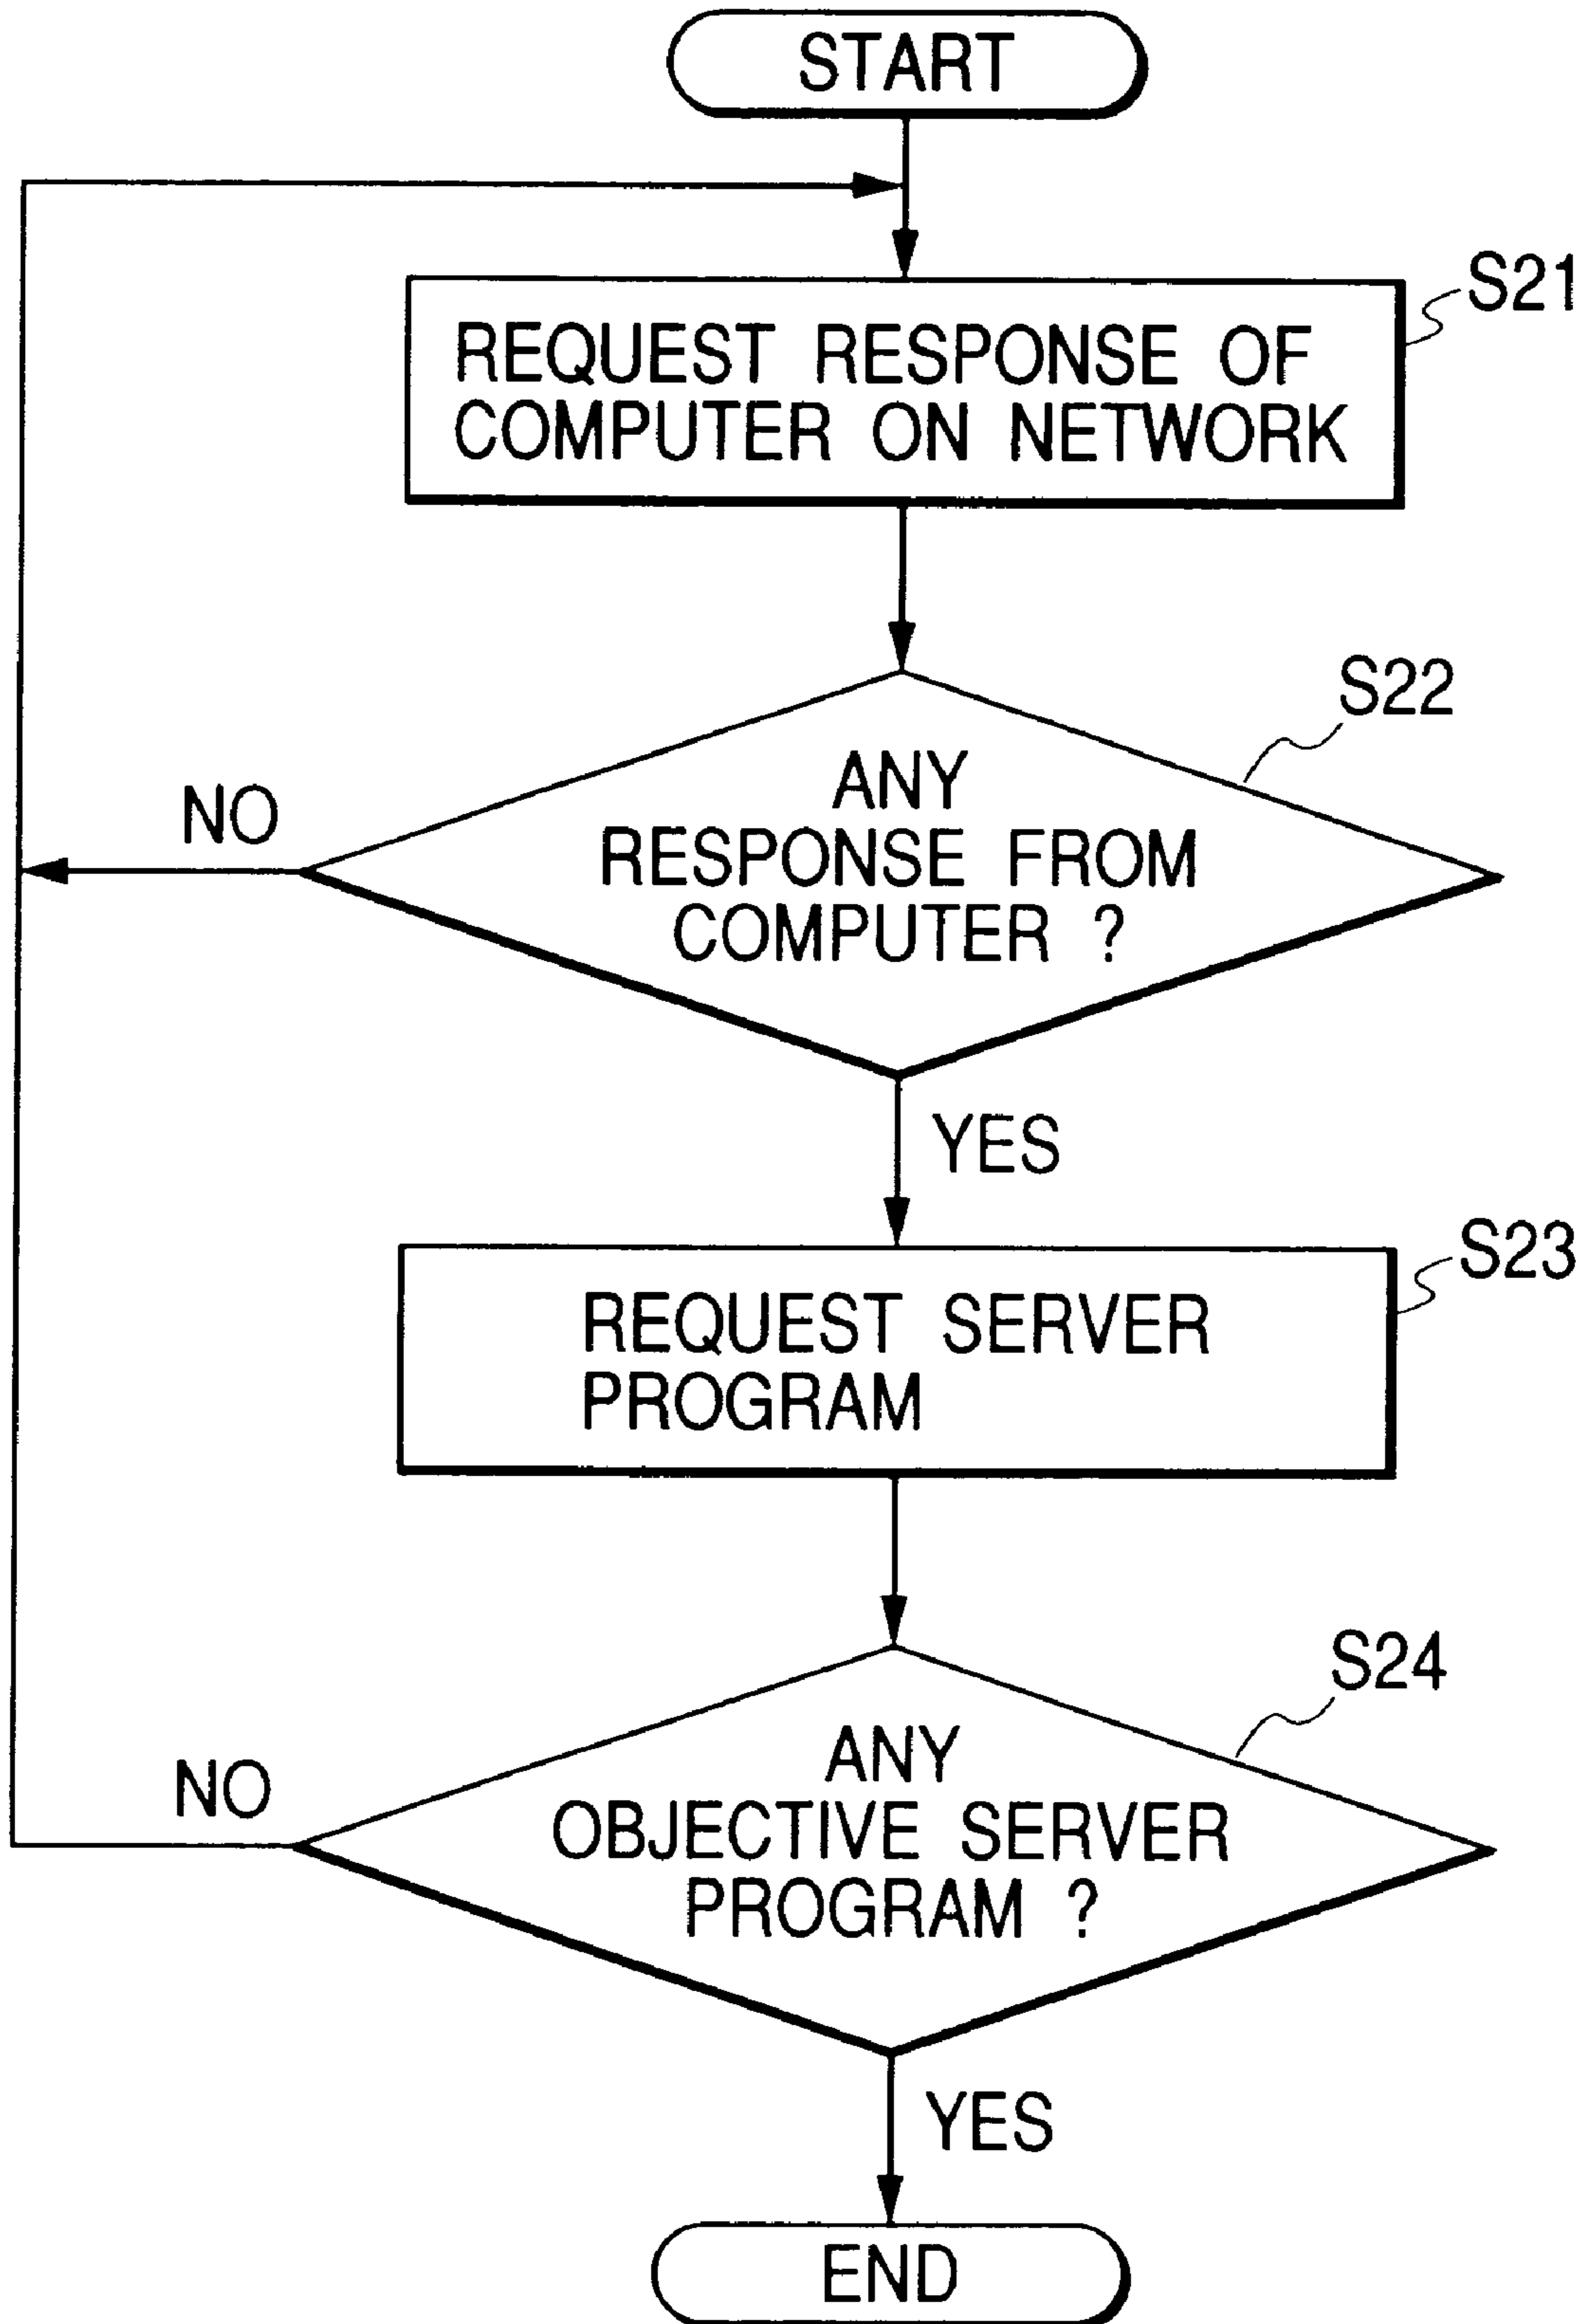 START
S21
REQUEST RESPONSE OF
COMPUTER ON NETWORK
S22
ANY
RESPONSE FROM
COMPUTER ?
NO
YES
S23
REQUEST SERVER
PROGRAM
S24
ANY
OBJECTIVE SERVER
PROGRAM ?
NO
YES
END